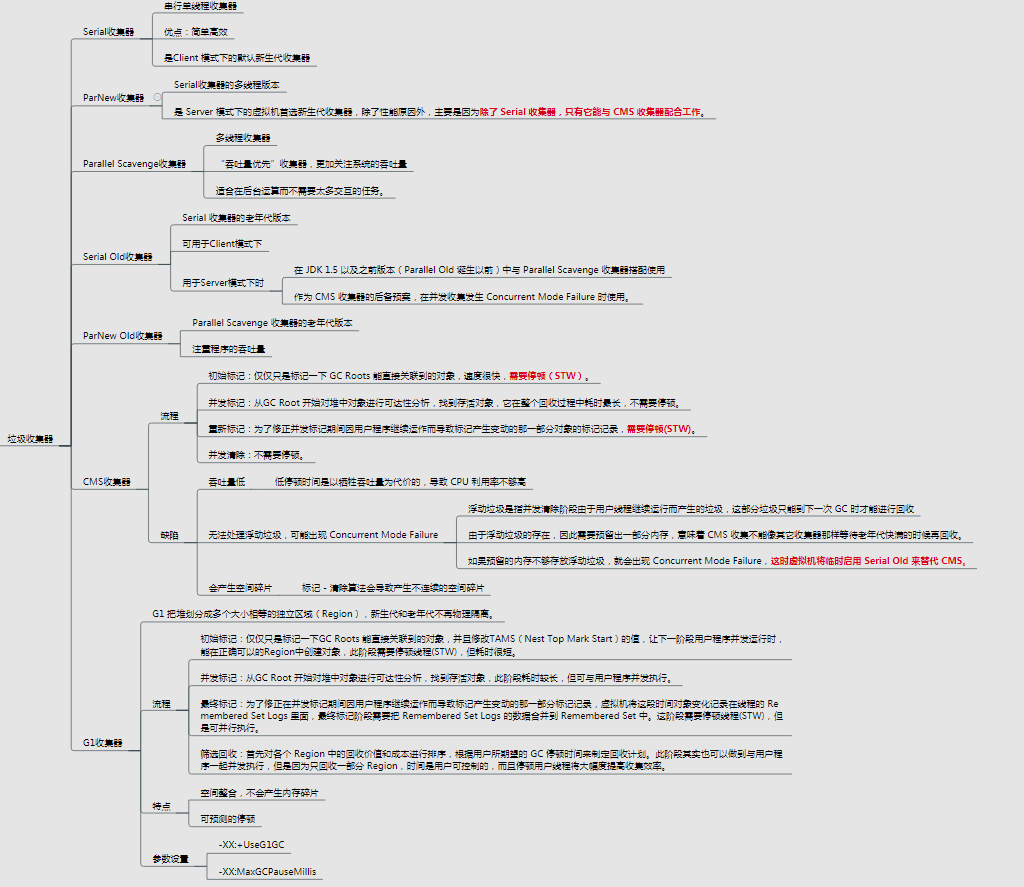 垃圾收集器
Serial收集器
串行单线程收集器
优点：简单高效
是Client 模式下的默认新生代收集器
ParNew收集器
Serial收集器的多线程版本
是 Server 模式下的虚拟机首选新生代收集器，除了性能原因外，主要是因为除了 Serial 收集器，只有它能与 CMS 收集器配合工作。
Parallel Scavenge收集器
多线程收集器
“吞吐量优先”收集器，更加关注系统的吞吐量
适合在后台运算而不需要太多交互的任务。
Serial Old收集器
Serial 收集器的老年代版本
可用于Client模式下
用于Server模式下时
在 JDK 1.5 以及之前版本（Parallel Old 诞生以前）中与 Parallel Scavenge 收集器搭配使用
作为 CMS 收集器的后备预案，在并发收集发生 Concurrent Mode Failure 时使用。
ParNew Old收集器
Parallel Scavenge 收集器的老年代版本
注重程序的吞吐量
CMS收集器
流程
初始标记：仅仅只是标记一下 GC Roots 能直接关联到的对象，速度很快，需要停顿（STW）。
并发标记：从GC Root 开始对堆中对象进行可达性分析，找到存活对象，它在整个回收过程中耗时最长，不需要停顿。
重新标记：为了修正并发标记期间因用户程序继续运作而导致标记产生变动的那一部分对象的标记记录，需要停顿(STW)。
并发清除：不需要停顿。
缺陷
吞吐量低
低停顿时间是以牺牲吞吐量为代价的，导致 CPU 利用率不够高
无法处理浮动垃圾，可能出现 Concurrent Mode Failure
浮动垃圾是指并发清除阶段由于用户线程继续运行而产生的垃圾，这部分垃圾只能到下一次 GC 时才能进行回收
由于浮动垃圾的存在，因此需要预留出一部分内存，意味着 CMS 收集不能像其它收集器那样等待老年代快满的时候再回收。
如果预留的内存不够存放浮动垃圾，就会出现 Concurrent Mode Failure，这时虚拟机将临时启用 Serial Old 来替代 CMS。
会产生空间碎片
标记 - 清除算法会导致产生不连续的空间碎片
G1收集器
G1 把堆划分成多个大小相等的独立区域（Region），新生代和老年代不再物理隔离。
流程
初始标记：仅仅只是标记一下GC Roots 能直接关联到的对象，并且修改TAMS（Nest Top Mark Start）的值，让下一阶段用户程序并发运行时，
能在正确可以的Region中创建对象，此阶段需要停顿线程(STW)，但耗时很短。
并发标记：从GC Root 开始对堆中对象进行可达性分析，找到存活对象，此阶段耗时较长，但可与用户程序并发执行。
最终标记：为了修正在并发标记期间因用户程序继续运作而导致标记产生变动的那一部分标记记录，虚拟机将这段时间对象变化记录在线程的 Re
membered Set Logs 里面，最终标记阶段需要把 Remembered Set Logs 的数据合并到 Remembered Set 中。这阶段需要停顿线程(STW)，但
是可并行执行。
筛选回收：首先对各个 Region 中的回收价值和成本进行排序，根据用户所期望的 GC 停顿时间来制定回收计划。此阶段其实也可以做到与用户程
序一起并发执行，但是因为只回收一部分 Region，时间是用户可控制的，而且停顿用户线程将大幅度提高收集效率。
特点
空间整合，不会产生内存碎片
可预测的停顿
参数设置
-XX:+UseG1GC
-XX:MaxGCPauseMillis